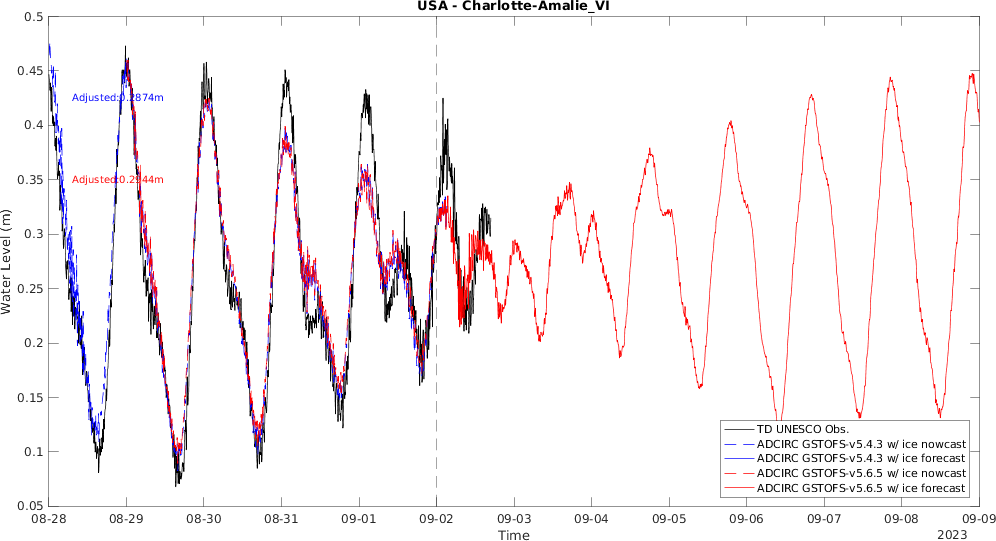 USA - Charlotte-Amalie_VI
0.5
0.45
0.4
0.35
0.3
0.25
0.2
0.15
0.1
0.05
Water Level (m)
Adjusted:0.2874m
Adjusted:0.2944m
TD UNESCO Obs.
ADCIRC GSTOFS-v5.4.3 w/ ice nowcast
ADCIRC GSTOFS-v5.4.3 w/ ice forecast
ADCIRC GSTOFS-v5.6.5 w/ ice nowcast
ADCIRC GSTOFS-v5.6.5 w/ ice forecast
08-28 08-29 08-30 08-31 09-01 09-02 09-03 09-04 09-05 09-06 09-07 09-08 09-09
Time
2023